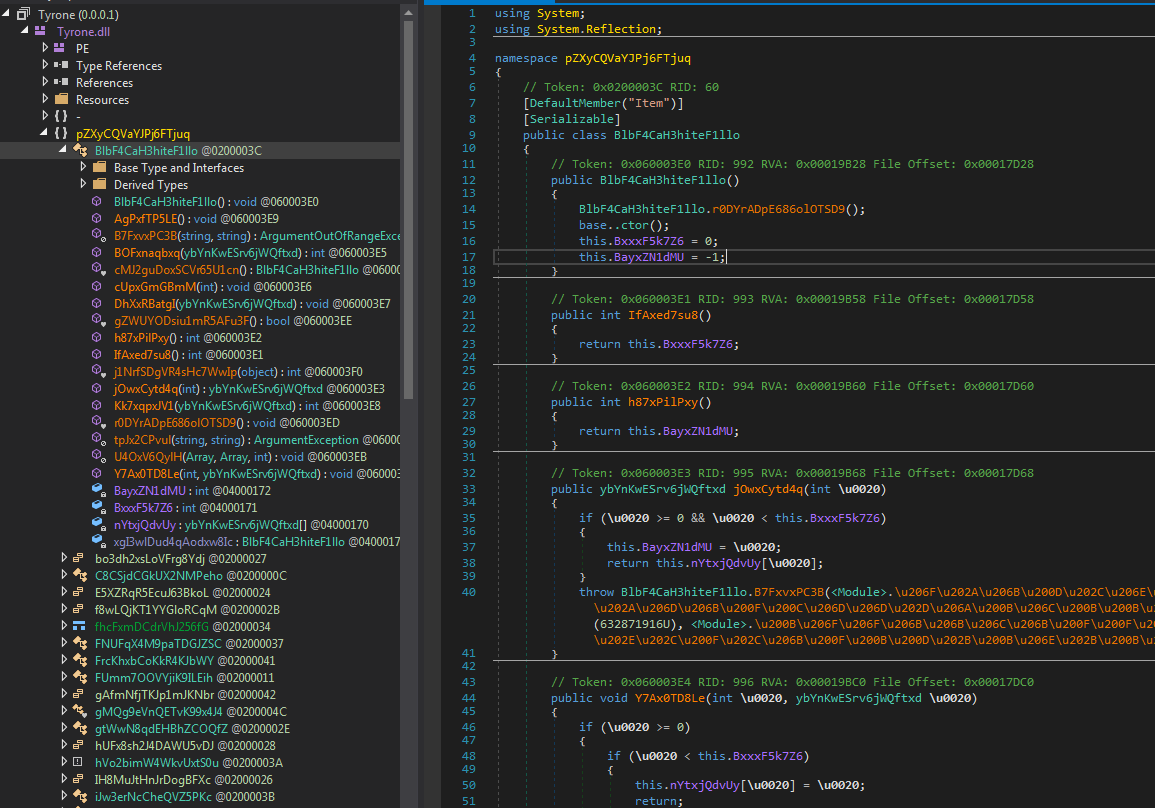 Tyrone (0.0.0.1)
Tyrone.dll
PE
Type References
References
Resources
{ } -
{ } pZXyCQVaYJPj6FTjuq
BlbF4CaH3hiteF1llo @0200003C
Base Type and Interfaces
Derived Types
BlbF4CaH3hiteF1llo() : void @060003E0
AgPxfTP5LE() : void @060003E9
B7FxvxPC3B(string, string) : ArgumentOutOfRangeExce
BOFxnaqbxq(ybYnKwESrv6jWQftxd) : int @060003E5
cMJ2guDoxSCVr65U1cn() : BlbF4CaH3hiteF1llo @060003
cUpxGmGBmM(int) : void @060003E6
DhXxRBatgI(ybYnKwESrv6jWQftxd) : void @060003E7
gZWUYODsiu1mR5AFu3F() : bool @060003EE
h87xPilPxy() : int @060003E2
IfAxed7su8() : int @060003E1
j1NrfSDgVR4sHc7WwIp(object) : int @060003F0
jOwxCytd4q(int) : ybYnKwESrv6jWQftxd @060003E3
Kk7xqpxJV1(ybYnKwESrv6jWQftxd) : int @060003E8
r0DYrADpE686olOTSD9() : void @060003ED
tpJx2CPvuI(string, string) : ArgumentException @06000
U4OxV6QyIH(Array, Array, int) : void @060003EB
Y7Ax0TD8Le(int, ybYnKwESrv6jWQftxd) : void @060003
BayxZN1dMU : int @04000172
BxxxF5k7Z6 : int @04000171
nYtxjQdvUy : ybYnKwESrv6jWQftxd[] @04000170
xgI3wlDud4qAodxw8Ic : BlbF4CaH3hiteF1llo @0400017
bo3dh2xsLoVFrg8Ydj @02000027
C8CSjdCGkUX2NMPeho @0200000C
E5XZRqR5EcuJ63BkoL @02000024
f8wLQjKT1YYGloRCqM @0200002B
fhcFxmDCdrVhJ256fG @02000034
FNUFqX4M9paTDGJZSC @02000037
FrcKhxbCoKkR4KJbWY @02000041
FUmm7OOVYjiK9ILEih @02000011
gAfmNfjTKJp1mJKNbr @02000042
gMQg9eVnQETvK99x4J4 @0200004C
gtWwN8qdEHBhZCOQfZ @0200002E
hUFx8sh2J4DAWU5vDJ @02000028
hVo2bimW4WkvUxtS0u @0200003A
IH8MuJtHnJrDogBFXc @02000026
iJw3erNcCheQVZ5PKc @0200003B
1 using System;
2 using System.Reflection;
3
4 namespace pZXyCQVaYJPj6FTjuq
5 {
6 // Token: 0x0200003C RID: 60
7 [DefaultMember("Item")]
8 [Serializable]
9 public class BlbF4CaH3hiteF1llo
10 {
11 // Token: 0x060003E0 RID: 992 RVA: 0x00019B28 File Offset: 0x00017D28
12 public BlbF4CaH3hiteF1llo()
13 {
14 BlbF4CaH3hiteF1llo.r0DYrADpE686olOTSD9();
15 base..ctor();
16 this.BxxxF5k7Z6 = 0;
17 this.BayxZN1dMU = -1;
18 }
19
20 // Token: 0x060003E1 RID: 993 RVA: 0x00019B58 File Offset: 0x00017D58
21 public int IfAxed7su8()
22 {
23 return this.BxxxF5k7Z6;
24 }
25
26 // Token: 0x060003E2 RID: 994 RVA: 0x00019B60 File Offset: 0x00017D60
27 public int h87xPilPxy()
28 {
29 return this.BayxZN1dMU;
30 }
31
32 // Token: 0x060003E3 RID: 995 RVA: 0x00019B68 File Offset: 0x00017D68
33 public ybYnKwESrv6jWQftxd jOwxCytd4q(int \u0020)
34 {
35 if (\u0020 >= 0 && \u0020 < this.BxxxF5k7Z6)
36 {
37 this.BayxZN1dMU = \u0020;
38 return this.nYtxjQdvUy[\u0020];
39 }
40 throw BlbF4CaH3hiteF1llo.B7FxvxPC3B(<Module>.\u206F\u202A\u206B\u200D\u202C\u206E\u
\u202A\u206D\u206B\u200F\u200C\u206D\u206D\u202D\u206A\u200B\u206C\u200B\u200B\u
(632871916U), <Module>.\u200B\u206F\u206F\u206B\u206B\u206C\u206B\u200F\u200F\u
\u202E\u202C\u200F\u202C\u206B\u200F\u200B\u200D\u202B\u200B\u206E\u202B\u200B\u
41 }
42
43 // Token: 0x060003E4 RID: 996 RVA: 0x00019BC0 File Offset: 0x00017DC0
44 public void Y7Ax0TD8Le(int \u0020, ybYnKwESrv6jWQftxd \u0020)
45 {
46 if (\u0020 >= 0)
47 {
48 if (\u0020 < this.BxxxF5k7Z6)
49 {
50 this.nYtxjQdvUy[\u0020] = \u0020;
51 return;